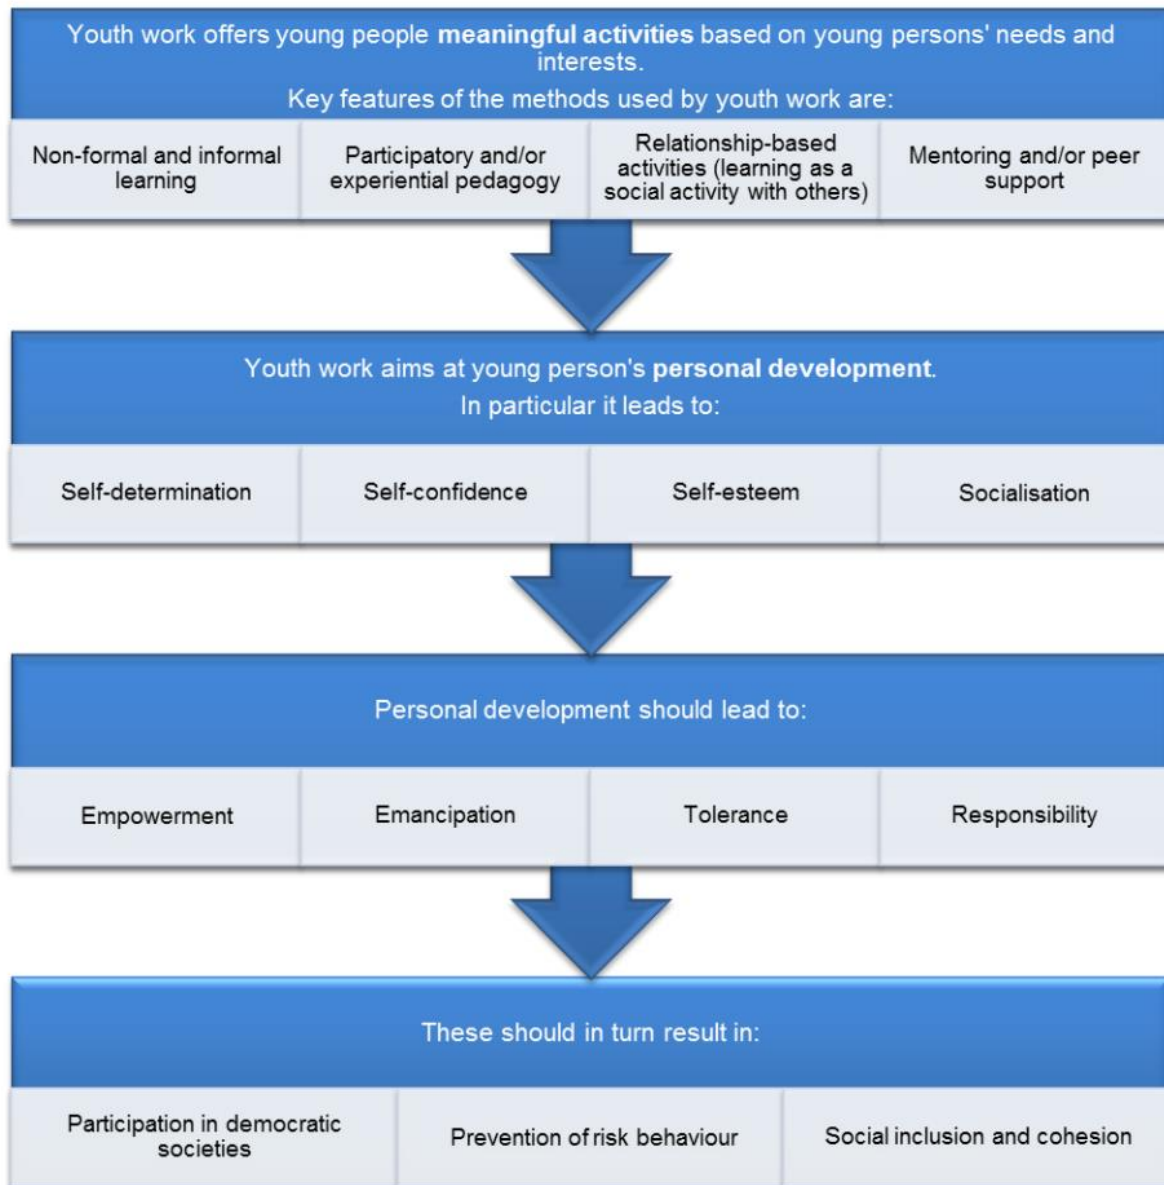 Youth work offers young people meaningful activities based on young persons' needs and
interests.
Key features of the methods used by youth work are:
Non-formal and informal
learning
Participatory and/or
experiential pedagogy
Relationship-based
activities (learning as a
social activity with others)
Mentoring and/or peer
support
Youth work aims at young person's personal development.
In particular it leads to:
Self-determination
Self-confidence
Self-esteem
Socialisation
Personal development should lead to:
Empowerment
Emancipation
Tolerance
Responsibility
These should in turn result in:
Participation in democratic
societies
Prevention of risk behaviour
Social inclusion and cohesion